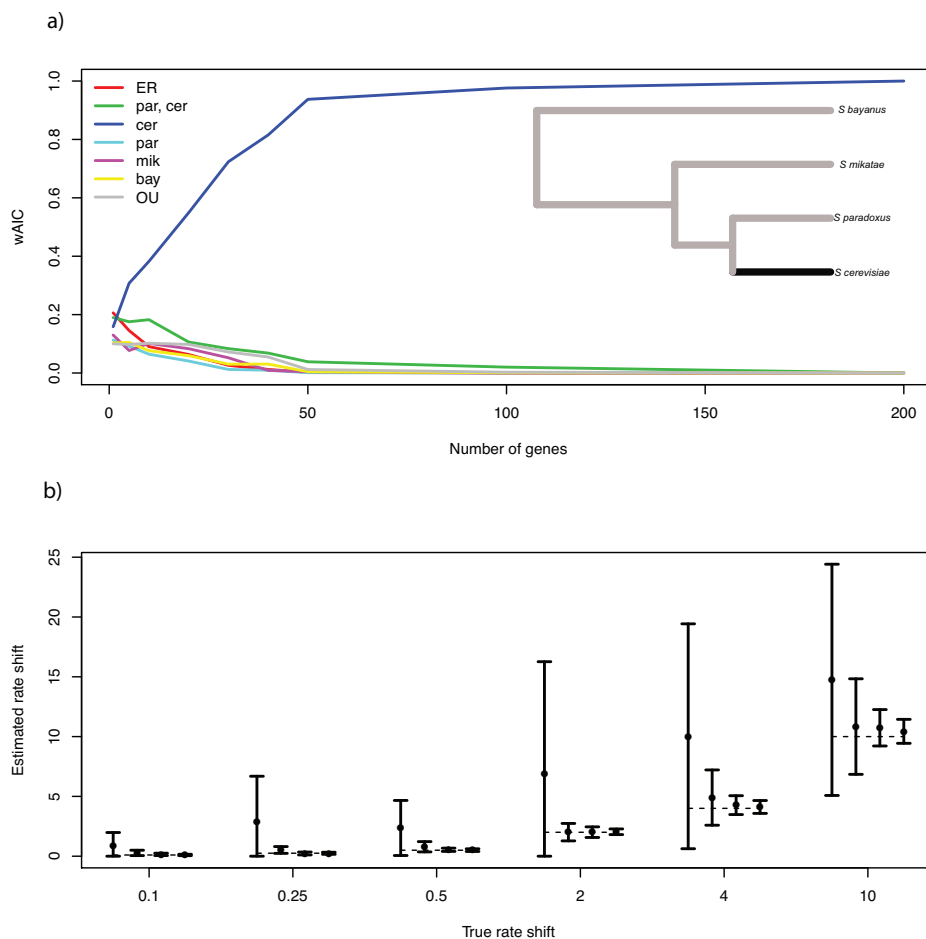 a)
wAIC
1.0
0.8
0.6
0.4
0.2
0.0
ER
par, cer
cer
par
mik
bay
OU
S bayanus
S mikatae
S paradoxus
S cerevisiae
0
50
100
150
200
Number of genes
b)
Estimated rate shift
25
20
15
10
5
0
0.1
0.25
0.5
2
4
10
True rate shift